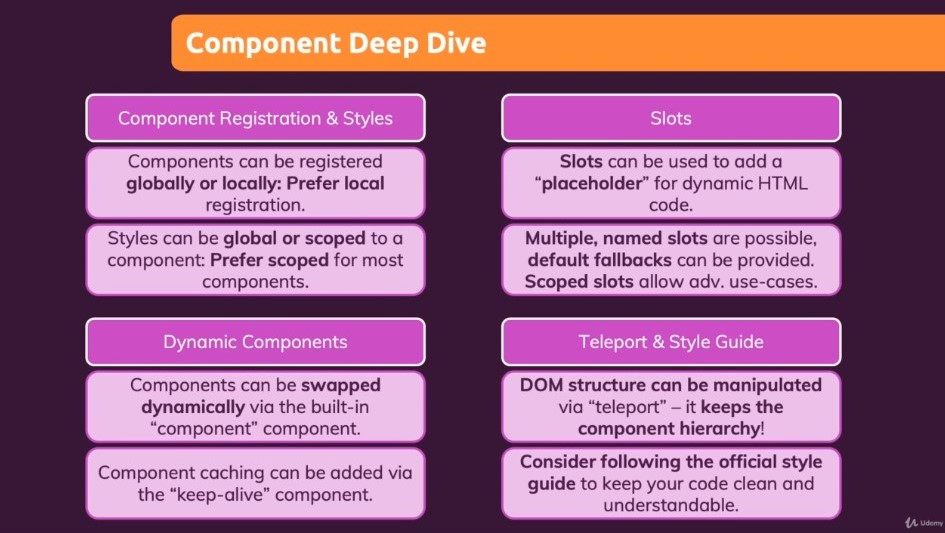 Component Deep Dive
Component Registration & Styles
Components can be registered
globally or locally: Prefer local
registration.
Styles can be global or scoped to a
component: Prefer scoped for most
components.
Slots
Slots can be used to add a
“placeholder” for dynamic HTML
code.
Multiple, named slots are possible,
default fallbacks can be provided.
Scoped slots allow adv. use-cases.
Dynamic Components
Components can be swapped
dynamically via the built-in
“component” component.
Component caching can be added via
the “keep-alive” component.
Teleport & Style Guide
DOM structure can be manipulated
via “teleport” – it keeps the
component hierarchy!
Consider following the official style
guide to keep your code clean and
understandable.
Udemy